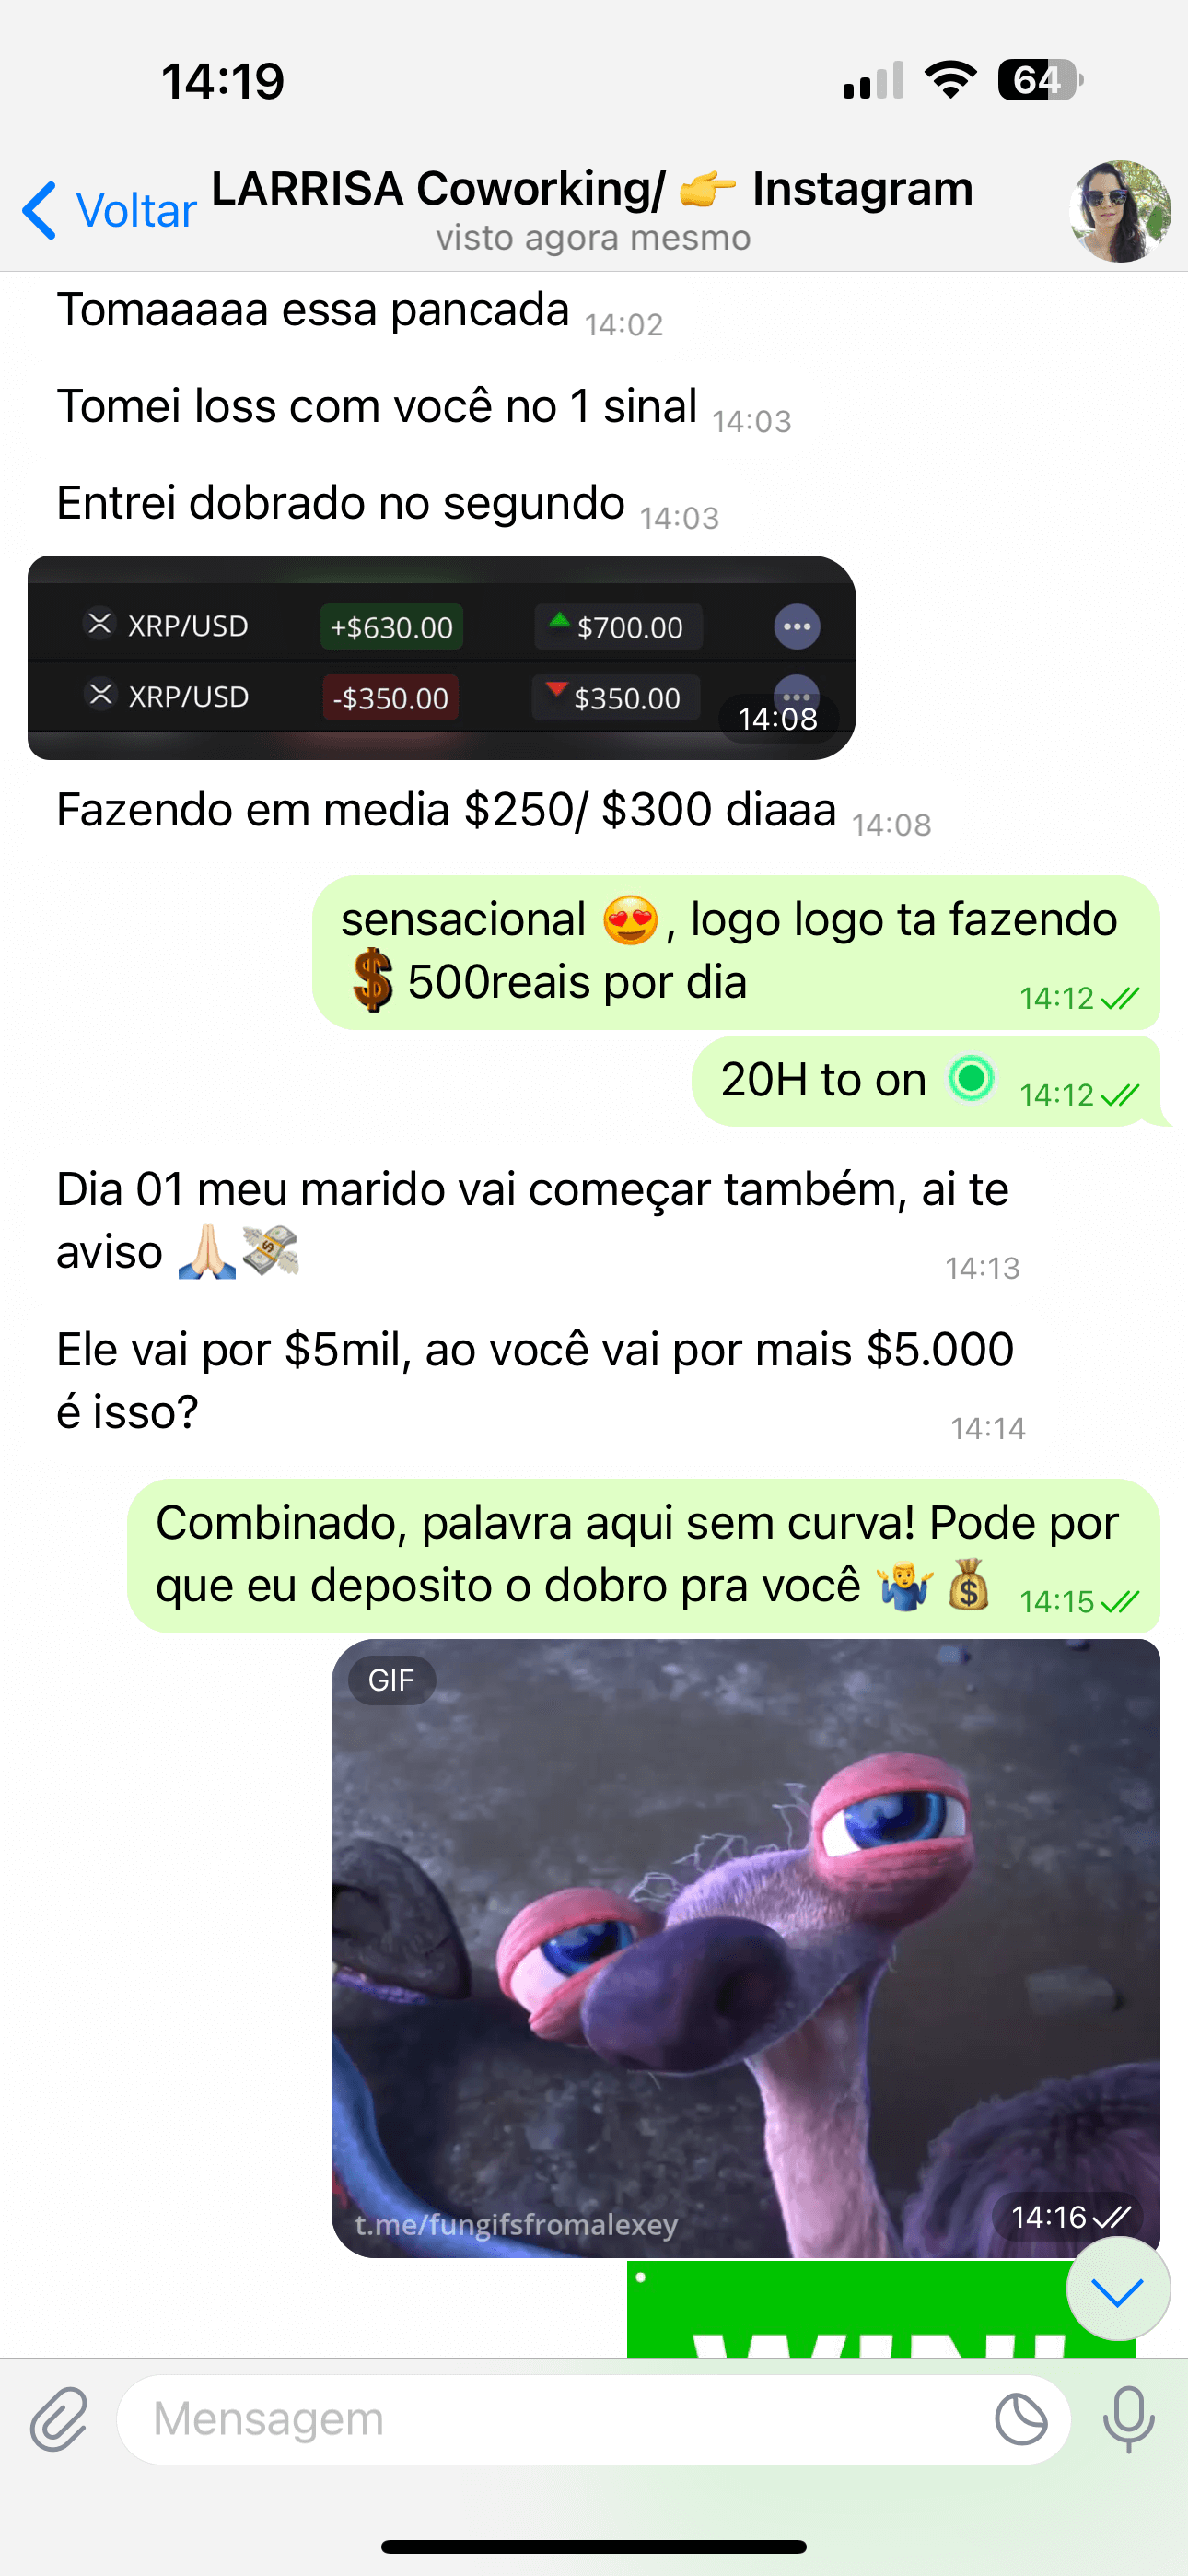 14:19
64
Voltar
LARRISA Coworking/ 👉 Instagram
visto agora mesmo
Tomaaaaa essa pancada 14:02
Tomei loss com você no 1 sinal 14:03
Entrei dobrado no segundo 14:03
XRP/USD +$630.00 $700.00
XRP/USD -$350.00 $350.00
14:08
Fazendo em media $250/ $300 diaaa 14:08
sensacional 😍, logo logo ta fazendo
💲500reais por dia 14:12
20H to on 14:12
Dia 01 meu marido vai começar também, ai te
aviso 🙏🏻💸 14:13
Ele vai por $5mil, ao você vai por mais $5.000
é isso? 14:14
Combinado, palavra aqui sem curva! Pode por
que eu deposito o dobro pra você 🤷‍♂️💰 14:15
GIF
t.me/fungifsfromalexey
14:16
Mensagem